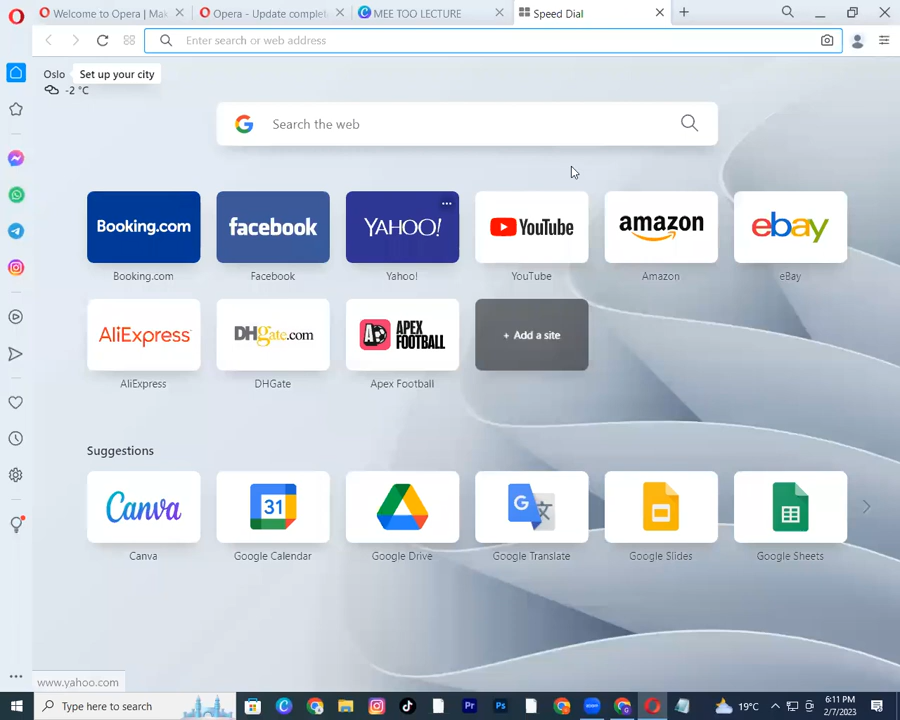 Welcome to Opera | Mak
Opera - Update complet
MEE TOO LECTURE
Speed Dial
Enter search or web address
Oslo
Set up your city
-2 °C
Search the web
Booking.com
facebook
YAHOO!
YouTube
amazon
ebay
Booking.com
Facebook
Yahoo!
YouTube
Amazon
eBay
AliExpress
DHgate.com
APEX
FOOTBALL
+ Add a site
AliExpress
DHGate
Apex Football
Suggestions
Canva
31
G
Canva
Google Calendar
Google Drive
Google Translate
Google Slides
Google Sheets
www.yahoo.com
Type here to search
Pr
Ps
zoom
19°C
6:11 PM
2/7/2023